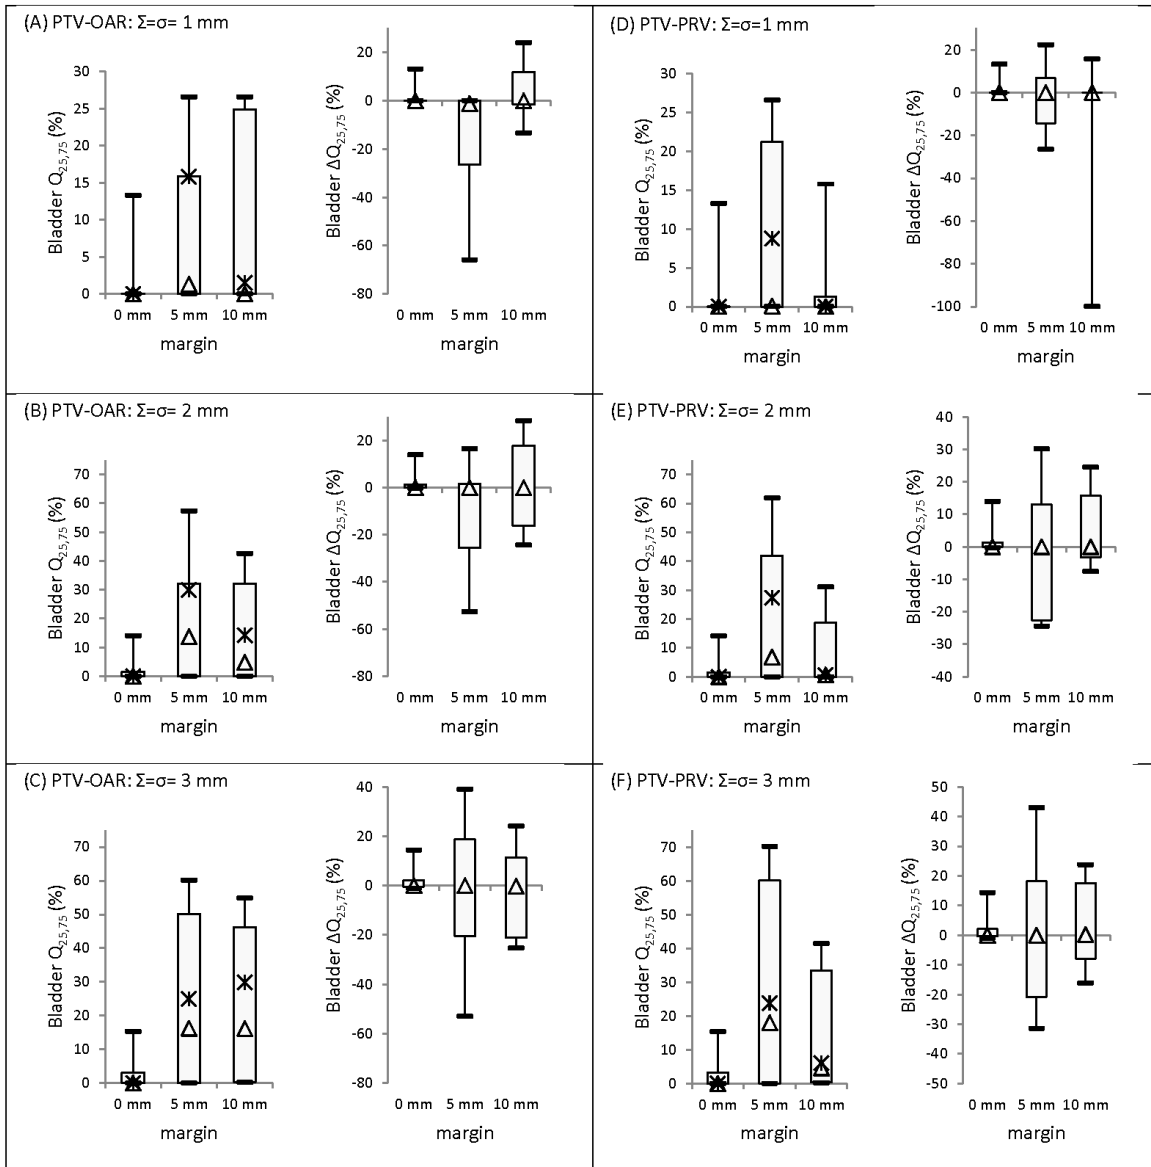 (A) PTV-OAR: Σ=σ= 1 mm
Bladder Q25,75 (%)
30
25
20
15
10
5
0
0 mm 5 mm 10 mm
margin
Bladder ΔQ25,75 (%)
20
0
-20
-40
-60
-80
0 mm 5 mm 10 mm
margin
(D) PTV-PRV: Σ=σ=1 mm
Bladder Q25,75 (%)
30
25
20
15
10
5
0
0 mm 5 mm 10 mm
margin
Bladder ΔQ25,75 (%)
20
0
-20
-40
-60
-80
-100
0 mm 5 mm 10 mm
margin
(B) PTV-OAR: Σ=σ= 2 mm
Bladder Q25,75 (%)
70
60
50
40
30
20
10
0
0 mm 5 mm 10 mm
margin
Bladder ΔQ25,75 (%)
20
0
-20
-40
-60
-80
0 mm 5 mm 10 mm
margin
(E) PTV-PRV: Σ=σ= 2 mm
Bladder Q25,75 (%)
70
60
50
40
30
20
10
0
0 mm 5 mm 10 mm
margin
Bladder ΔQ25,75 (%)
40
30
20
10
0
-10
-20
-30
-40
0 mm 5 mm 10 mm
margin
(C) PTV-OAR: Σ=σ= 3 mm
Bladder Q25,75 (%)
70
60
50
40
30
20
10
0
0 mm 5 mm 10 mm
margin
Bladder ΔQ25,75 (%)
40
20
0
-20
-40
-60
-80
0 mm 5 mm 10 mm
margin
(F) PTV-PRV: Σ=σ= 3 mm
Bladder Q25,75 (%)
70
60
50
40
30
20
10
0
0 mm 5 mm 10 mm
margin
Bladder ΔQ25,75 (%)
50
40
30
20
10
0
-10
-20
-30
-40
-50
0 mm 5 mm 10 mm
margin